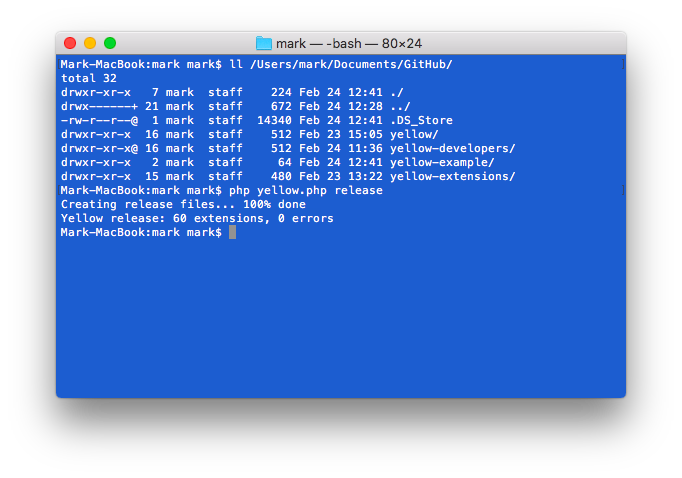 mark — -bash — 80×24
Mark-MacBook:mark mark$ ll /Users/mark/Documents/GitHub/
total 32
drwxr-xr-x   7 mark  staff    224 Feb 24 12:41 ./
drwx------+ 21 mark  staff    672 Feb 24 12:28 ../
-rw-r--r--@  1 mark  staff  14340 Feb 24 12:41 .DS_Store
drwxr-xr-x  16 mark  staff    512 Feb 23 15:05 yellow/
drwxr-xr-x@ 16 mark  staff    512 Feb 24 11:36 yellow-developers/
drwxr-xr-x   2 mark  staff     64 Feb 24 12:41 yellow-example/
drwxr-xr-x  15 mark  staff    480 Feb 23 13:22 yellow-extensions/
Mark-MacBook:mark mark$ php yellow.php release
Creating release files... 100% done
Yellow release: 60 extensions, 0 errors
Mark-MacBook:mark mark$